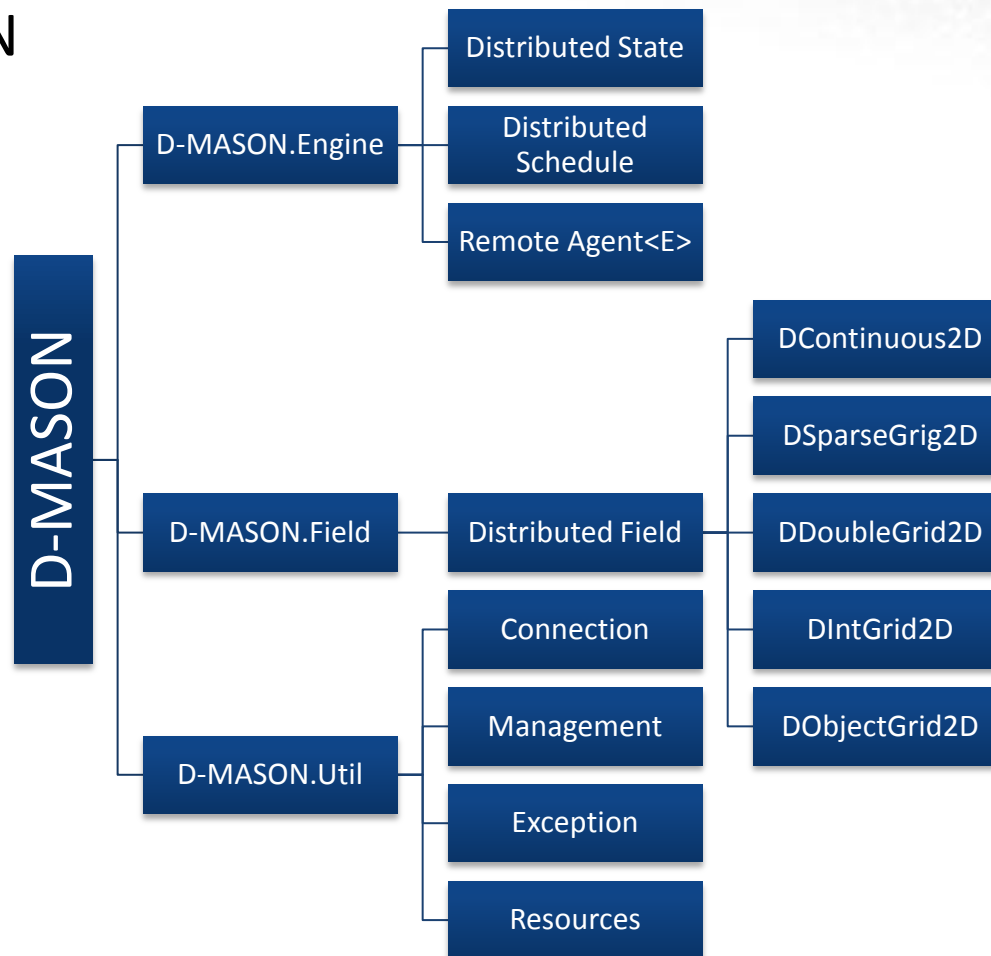 N
D-MASON
D-MASON.Engine
Distributed State
Distributed
Schedule
Remote Agent<E>
D-MASON.Field
Distributed Field
DContinuous2D
DSparseGrig2D
DDoubleGrid2D
DIntGrid2D
DObjectGrid2D
D-MASON.Util
Connection
Management
Exception
Resources